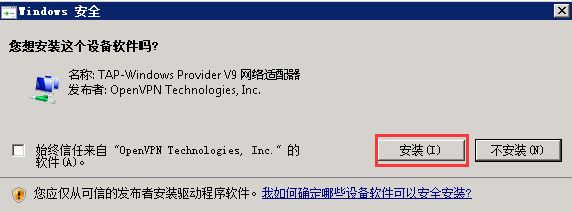 Windows 安全
您想安装这个设备软件吗?
名称: TAP-Windows Provider V9 网络适配器
发布者: OpenVPN Technologies, Inc.
始终信任来自 "OpenVPN Technologies, Inc." 的
软件(A)。
安装(I)
不安装(N)
您应仅从可信的发布者安装驱动程序软件。我如何确定哪些设备软件可以安全安装?